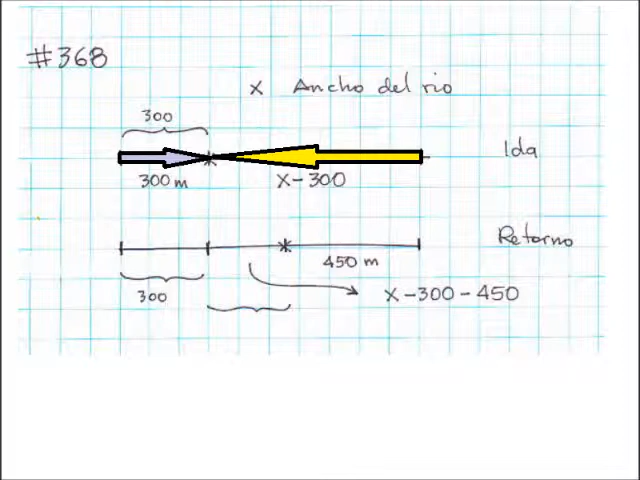 #368
x Ancho del rio
300
Ida
300 m
x-300
Retorno
450 m
300
x-300-450